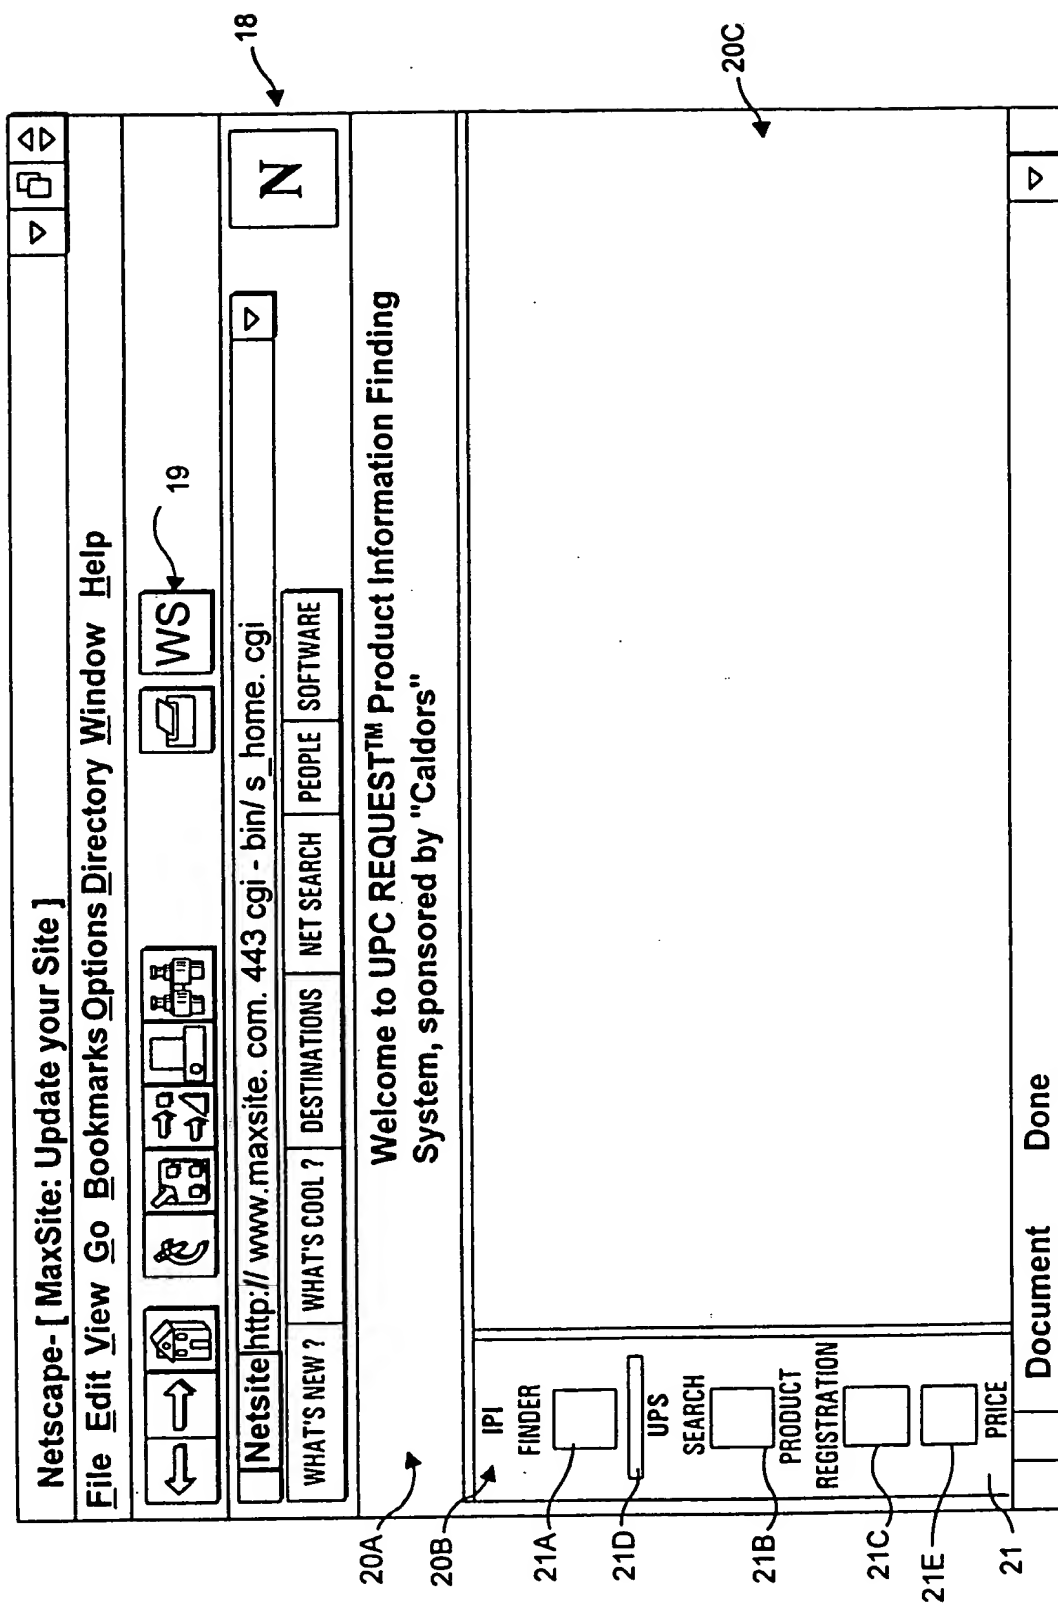 18
Netscape- [ MaxSite: Update your Site ]
File Edit View Go Bookmarks Options Directory Window Help
WS
19
Netsite http:// www.maxsite. com. 443 cgi - bin/ s_home. cgi
N
WHAT'S NEW ? WHAT'S COOL ? DESTINATIONS NET SEARCH PEOPLE SOFTWARE
20A
Welcome to UPC REQUEST™ Product Information Finding
System, sponsored by "Caldors"
20B
20C
IPI
FINDER
21A
21D
UPS
SEARCH
21B
PRODUCT
REGISTRATION
21C
21E
PRICE
21
Document Done